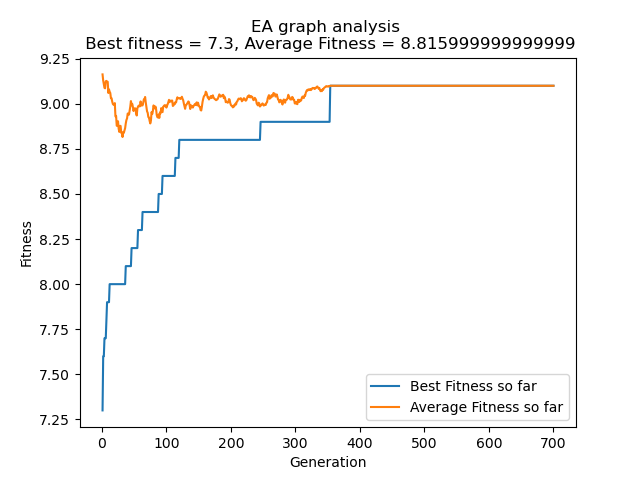 EA graph analysis
Best fitness = 7.3, Average Fitness = 8.815999999999999
9.25
9.00
8.75
8.50
8.25
8.00
7.75
7.50
7.25
Fitness
Best Fitness so far
Average Fitness so far
0 100 200 300 400 500 600 700
Generation